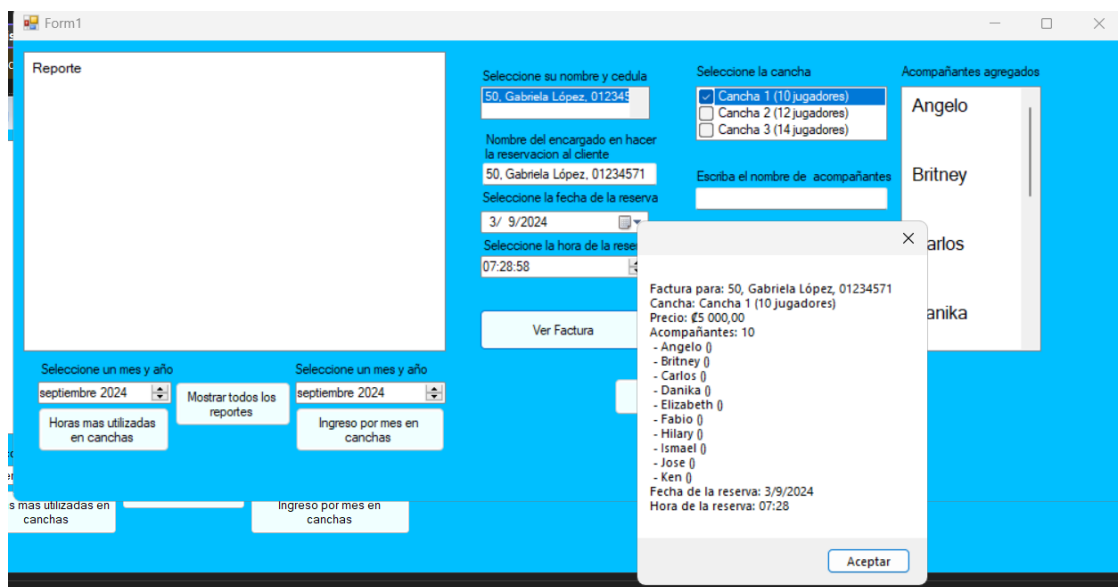 Form1
Reporte
Seleccione su nombre y cedula
50, Gabriela López, 012345
Nombre del encargado en hacer
la reservacion al cliente
50, Gabriela López, 01234571
Seleccione la fecha de la reserva
3/ 9/2024
Seleccione la hora de la rese
07:28:58
Ver Factura
Seleccione la cancha
Cancha 1 (10 jugadores)
Cancha 2 (12 jugadores)
Cancha 3 (14 jugadores)
Escriba el nombre de acompañantes
Acompañantes agregados
Angelo
Britney
arlos
anika
Factura para: 50, Gabriela López, 01234571
Cancha: Cancha 1 (10 jugadores)
Precio: ₡5 000,00
Acompañantes: 10
- Angelo ()
- Britney ()
- Carlos ()
- Danika ()
- Elizabeth ()
- Fabio ()
- Hilary ()
- Ismael ()
- Jose ()
- Ken ()
Fecha de la reserva: 3/9/2024
Hora de la reserva: 07:28
Aceptar
Seleccione un mes y año
septiembre 2024
Horas mas utilizadas
en canchas
Mostrar todos los
reportes
Seleccione un mes y año
septiembre 2024
Ingreso por mes en
canchas
s mas utilizadas en
canchas
Ingreso por mes en
canchas